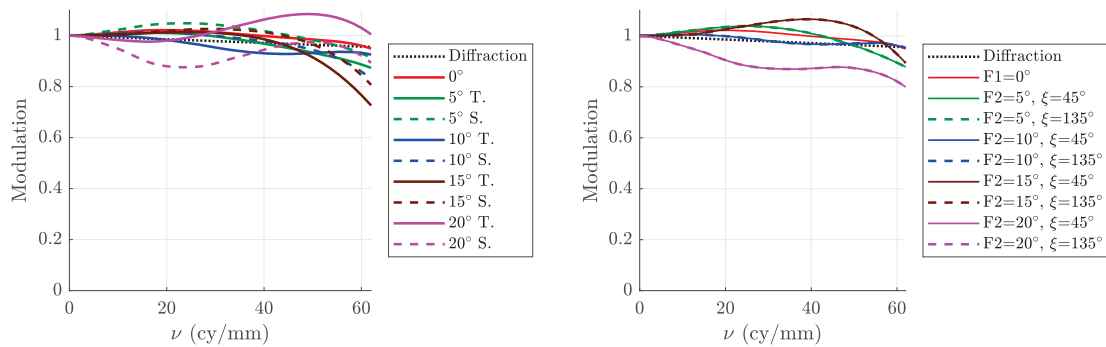 1
0.8
0.6
0.4
0.2
0
0
20
40
60
Modulation
ν (cy/mm)
Diffraction
0°
5° T.
5° S.
10° T.
10° S.
15° T.
15° S.
20° T.
20° S.
1
0.8
0.6
0.4
0.2
0
0
20
40
60
Modulation
ν (cy/mm)
Diffraction
F1=0°
F2=5°, ξ=45°
F2=5°, ξ=135°
F2=10°, ξ=45°
F2=10°, ξ=135°
F2=15°, ξ=45°
F2=15°, ξ=135°
F2=20°, ξ=45°
F2=20°, ξ=135°